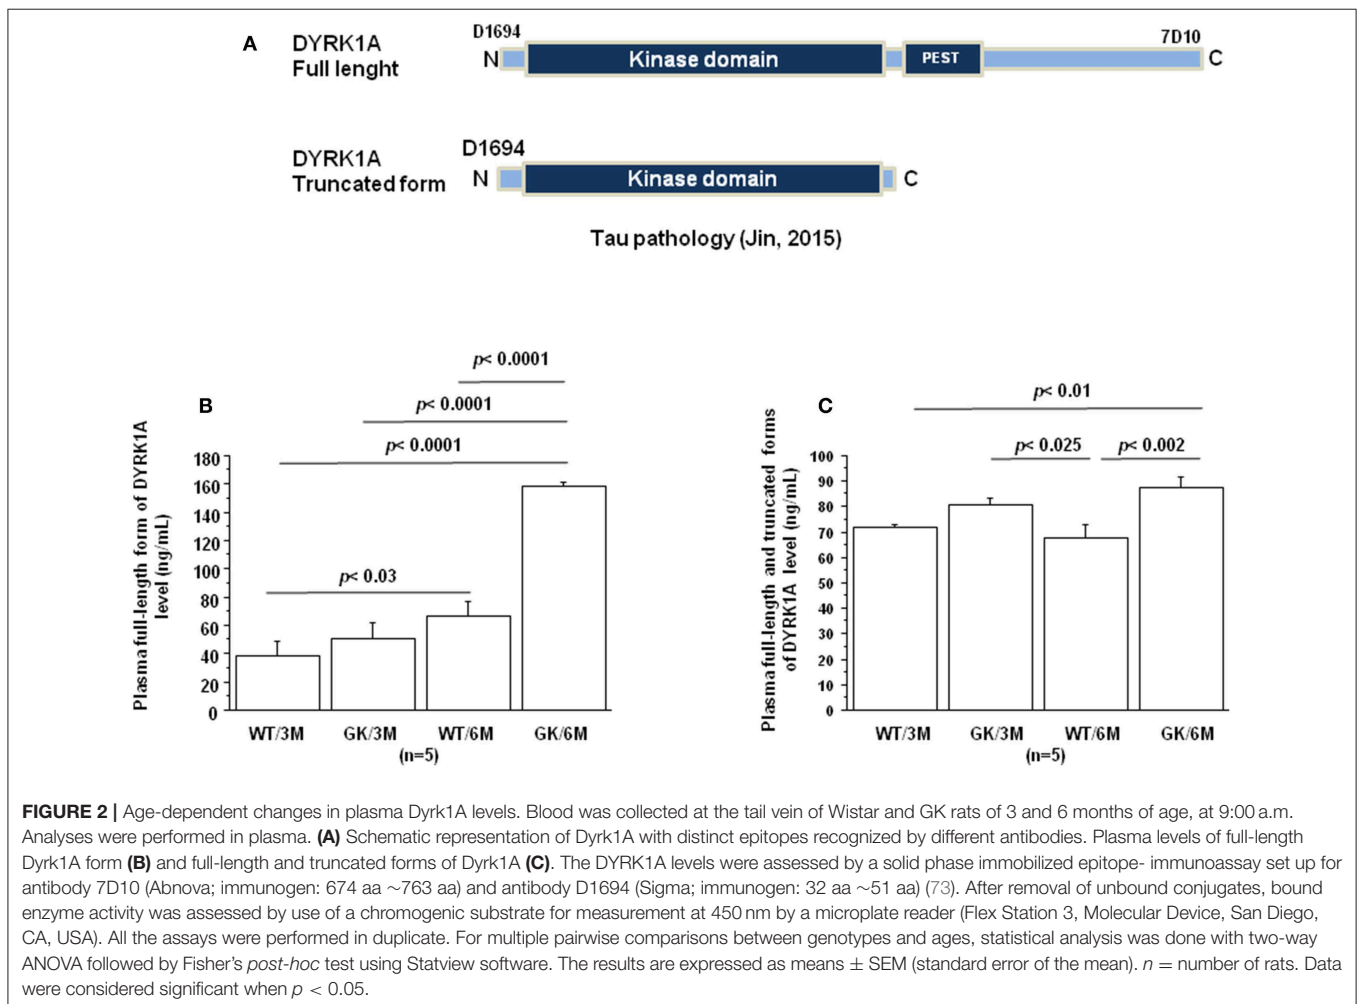 A
DYRK1A
Full lenght
D1694
7D10
N
Kinase domain
PEST
C
DYRK1A
Truncated form
D1694
N
Kinase domain
C
Tau pathology (Jin, 2015)
B
p< 0.0001
p< 0.0001
p< 0.0001
p< 0.03
Plasma full-length form of DYRK1A
level (ng/mL)
180
160
140
120
100
80
60
40
20
0
WT/3M GK/3M WT/6M GK/6M
(n=5)
C
p< 0.01
p< 0.025
p< 0.002
Plasma full-length and truncated forms
of DYRK1A level (ng/mL)
100
90
80
70
60
50
40
30
20
10
0
WT/3M GK/3M WT/6M GK/6M
(n=5)
FIGURE 2 | Age-dependent changes in plasma Dyrk1A levels. Blood was collected at the tail vein of Wistar and GK rats of 3 and 6 months of age, at 9:00 a.m.
Analyses were performed in plasma. (A) Schematic representation of Dyrk1A with distinct epitopes recognized by different antibodies. Plasma levels of full-length
Dyrk1A form (B) and full-length and truncated forms of Dyrk1A (C). The DYRK1A levels were assessed by a solid phase immobilized epitope- immunoassay set up for
antibody 7D10 (Abnova; immunogen: 674 aa ~763 aa) and antibody D1694 (Sigma; immunogen: 32 aa ~51 aa) (73). After removal of unbound conjugates, bound
enzyme activity was assessed by use of a chromogenic substrate for measurement at 450 nm by a microplate reader (Flex Station 3, Molecular Device, San Diego,
CA, USA). All the assays were performed in duplicate. For multiple pairwise comparisons between genotypes and ages, statistical analysis was done with two-way
ANOVA followed by Fisher's post-hoc test using Statview software. The results are expressed as means ± SEM (standard error of the mean). n = number of rats. Data
were considered significant when p < 0.05.